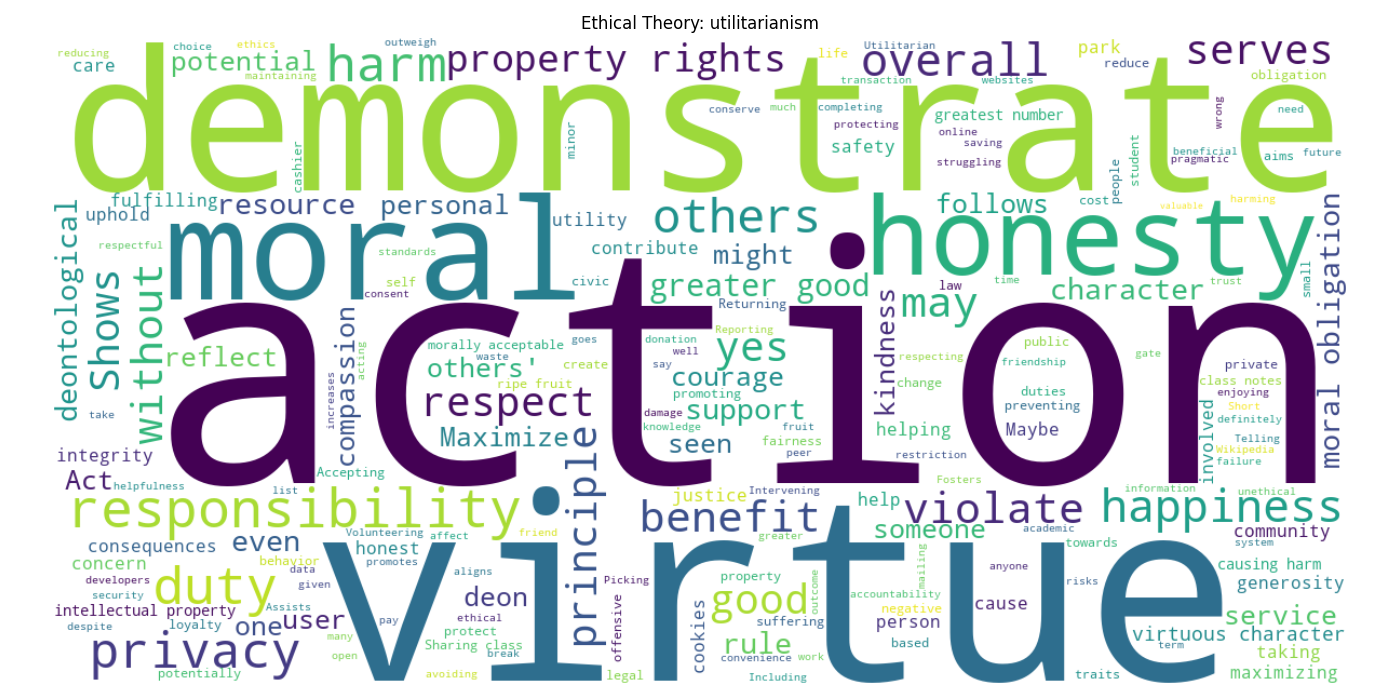 Ethical Theory: utilitarianism
reducing
care
choice
potential
ethics
maintaining
harm
outweigh
property rights
life
Utilitarian
overall
park
reduce
serves
obligation
transaction
websites
demonstrate
cashier
minor
conserve
much
completing
protecting
safety
greatest number
online
saving
struggling
people
student
wrong
need
beneficial
pragmatic
aims
future
deontological
uphold
fulfilling
resource
personal
utility
others
follows
cost
valuable
harming
honesty
respectful
moral
standards
contribute
might
self
consent
civic
greater good
Returning
kindness
may
law
time
character
trust
small
moral obligation
Shows
without
reflect
action
compassion
acting
increases
morally acceptable
waste
others'
goes
ripe fruit
create
donation
well
Reporting
yes
say
courage
promoting
respect
damage
support
knowledge
fruit
Maximize
seen
fairness
peer
respecting
change
friendship
public
gate
duties
preventing
helping
Maybe
restriction
private
class notes
enjoying
Short
definitely
Telling
Wikipedia
failure
involved
take
integrity
Act
helpfulness
list
Accepting
principle
justice
Intervening
Fosters
help
information
unethical
responsibility
benefit
violate
happiness
someone
academic
towards
community
system
consequences
even
Volunteering
honest
affect
friend
greater
concern
behavior
promotes
developers
data
given
security
duty
aligns
deon
Picking
property
good
outcome
mailing
accountability
negative
person
cause
anyone
risks
causing harm
generosity
virtue
intellectual property
Assists
despite
loyalty
one
user
pay
ethical
protect
Sharing class
break
offensive
cookies
suffering
rule
based
service
virtuous character
term
many
open
privacy
potentially
avoiding
legal
convenience
work
Including
traits
taking
maximizing